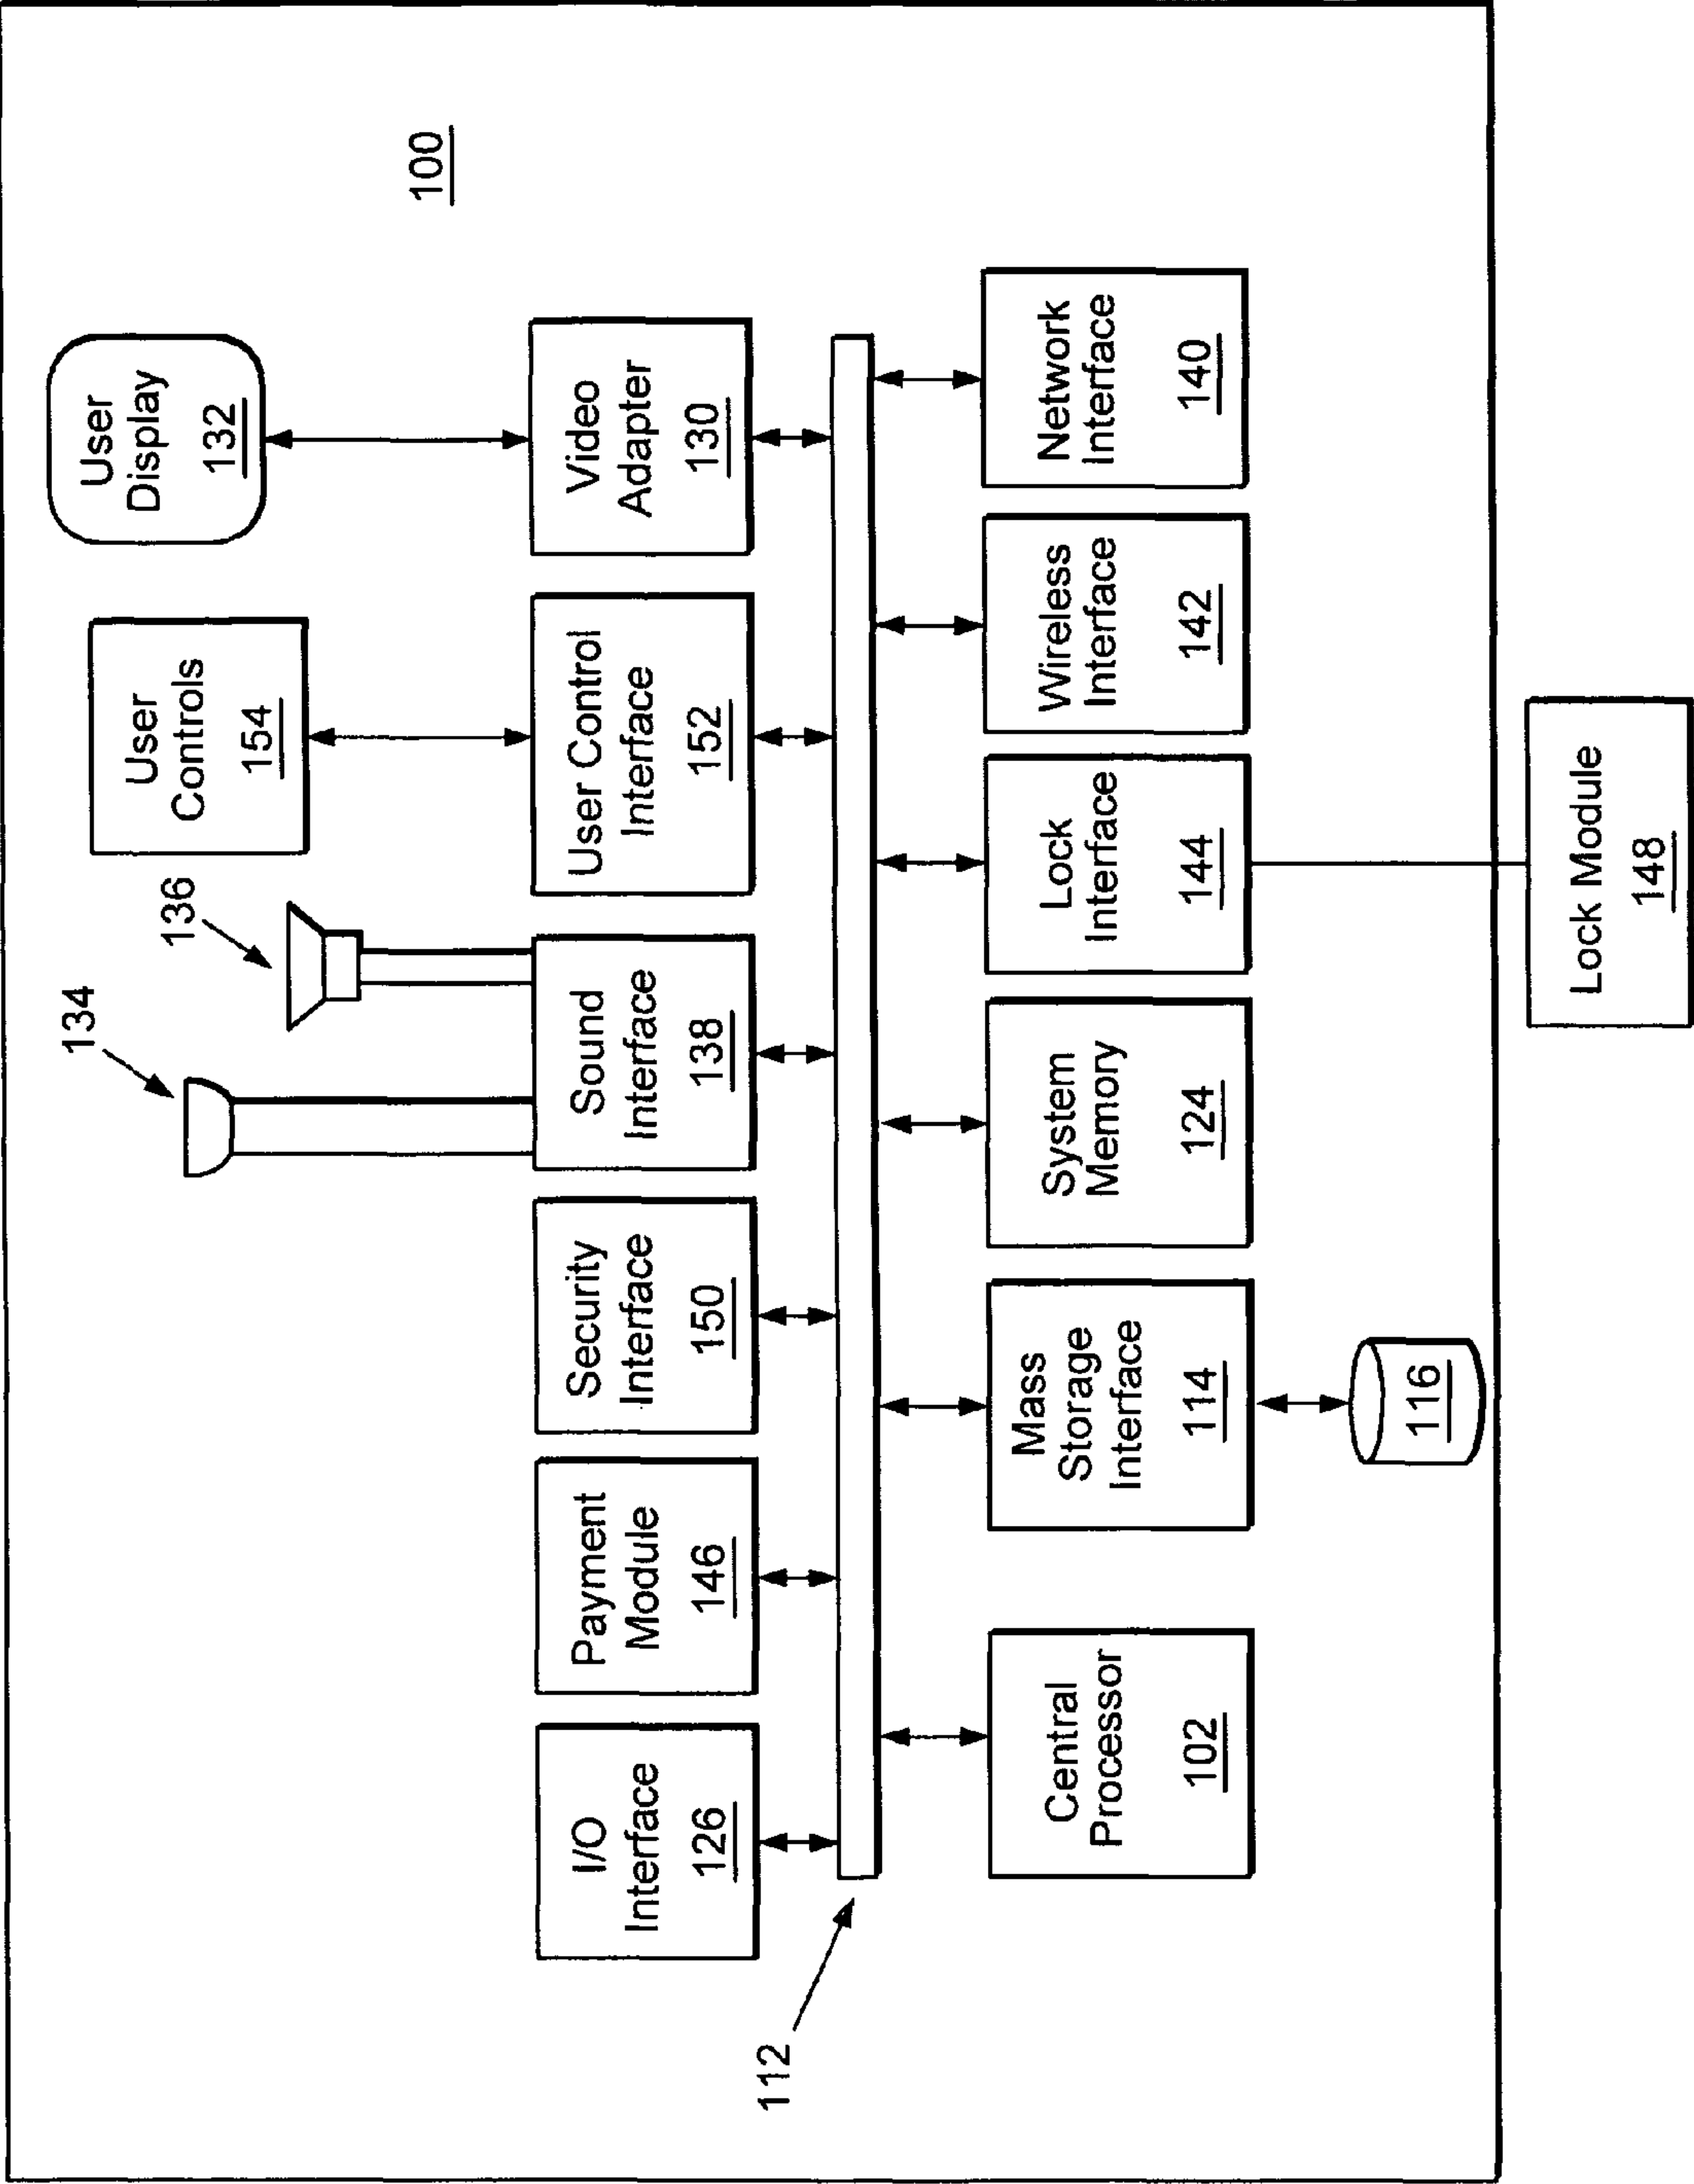 100
User
Display
132
User
Controls
154
136
134
Video
Adapter
130
User Control
Interface
152
Sound
Interface
138
Security
Interface
150
Payment
Module
146
I/O
Interface
126
112
Network
Interface
140
Wireless
Interface
142
Lock
Interface
144
System
Memory
124
Mass
Storage
Interface
114
Central
Processor
102
116
Lock Module
148